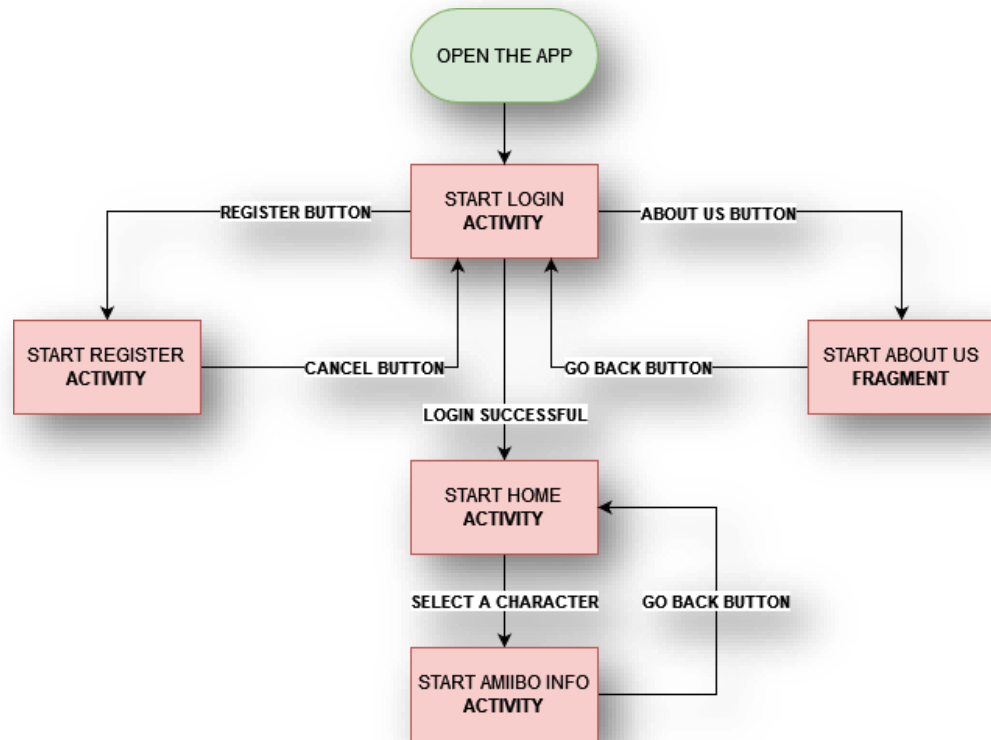 OPEN THE APP
START LOGIN
ACTIVITY
REGISTER BUTTON
ABOUT US BUTTON
START REGISTER
ACTIVITY
CANCEL BUTTON
GO BACK BUTTON
START ABOUT US
FRAGMENT
LOGIN SUCCESSFUL
START HOME
ACTIVITY
SELECT A CHARACTER
GO BACK BUTTON
START AMIIBO INFO
ACTIVITY